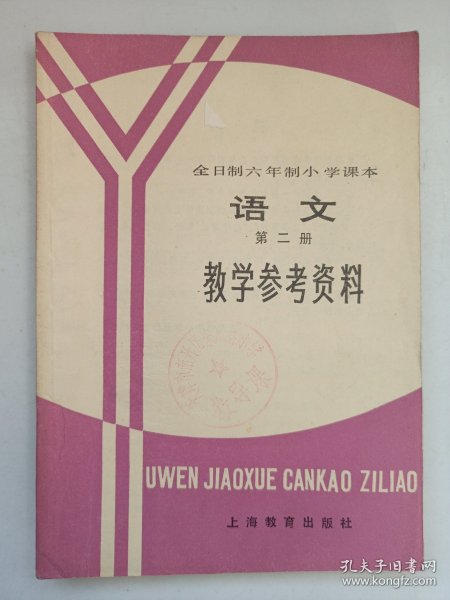 全日制六年制小学课本
语文
第二册
教学参考资料
UWEN JIAOXUE CANKAO ZILIAO
上海教育出版社
孔夫子旧书网
www.kongfz.com